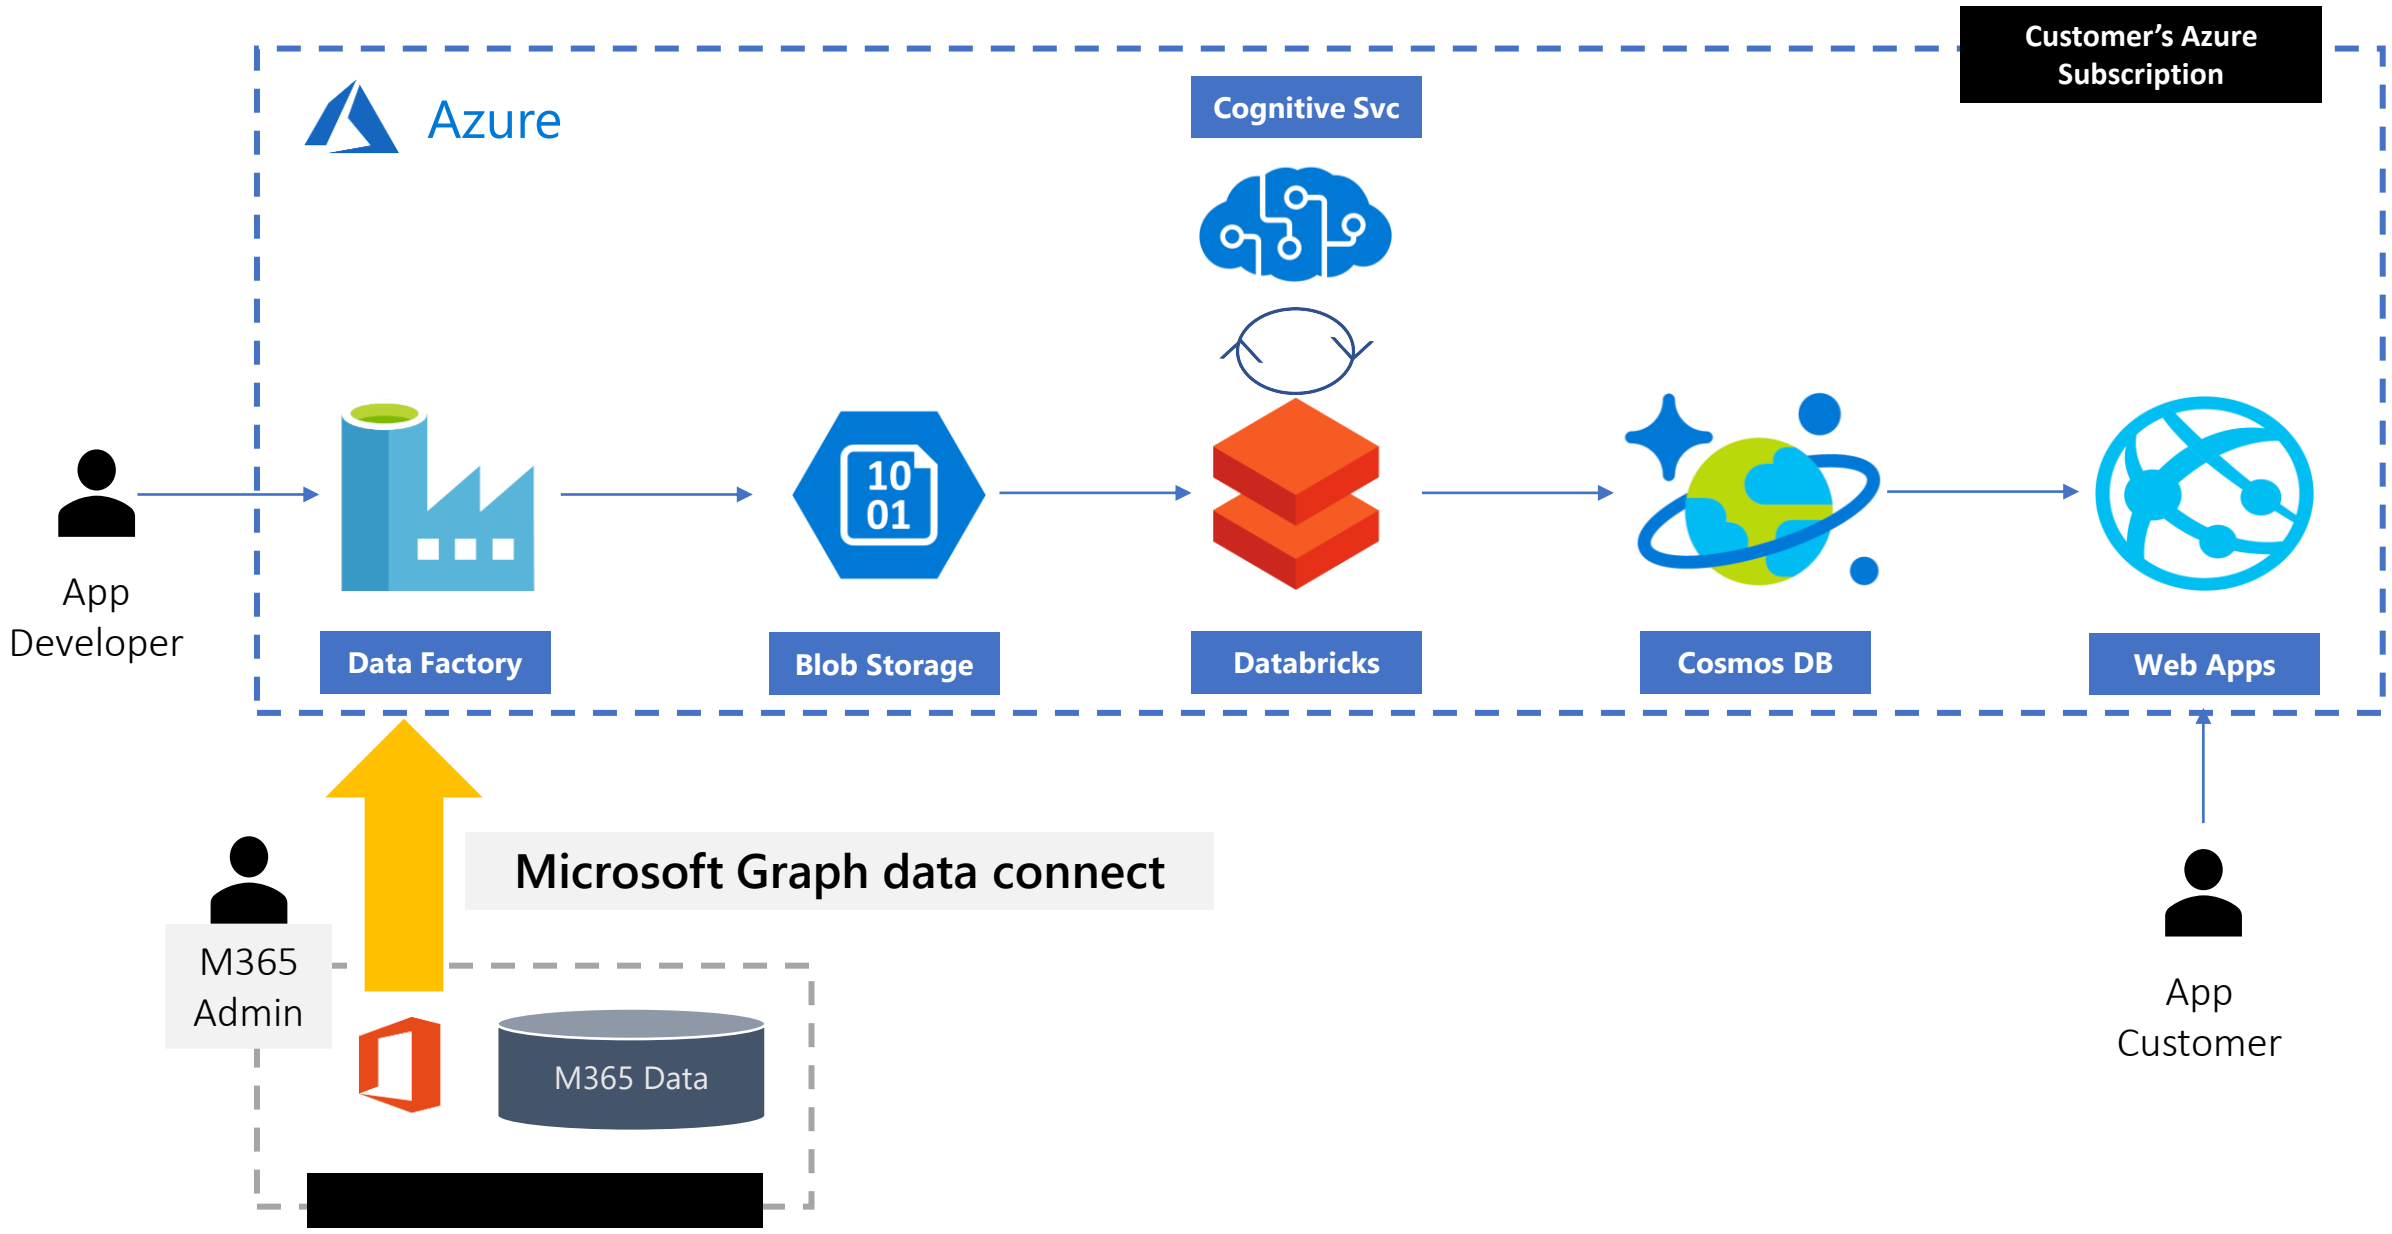 Customer’s Azure
Subscription
Azure
Cognitive Svc
10
01
App
Developer
Data Factory
Blob Storage
Databricks
Cosmos DB
Web Apps
Microsoft Graph data connect
M365
Admin
M365 Data
App
Customer